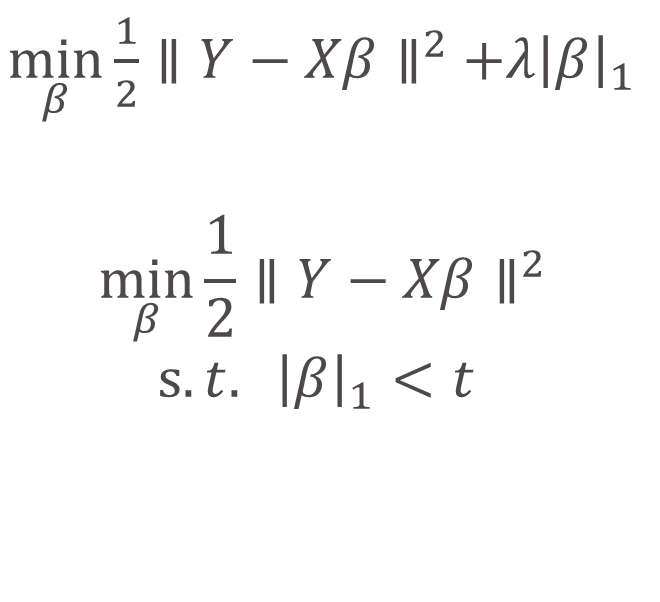 min_β 1/2 ‖ Y − Xβ ‖² +λ|β|₁
min_β 1/2 ‖ Y − Xβ ‖²
s.t. |β|₁ < t